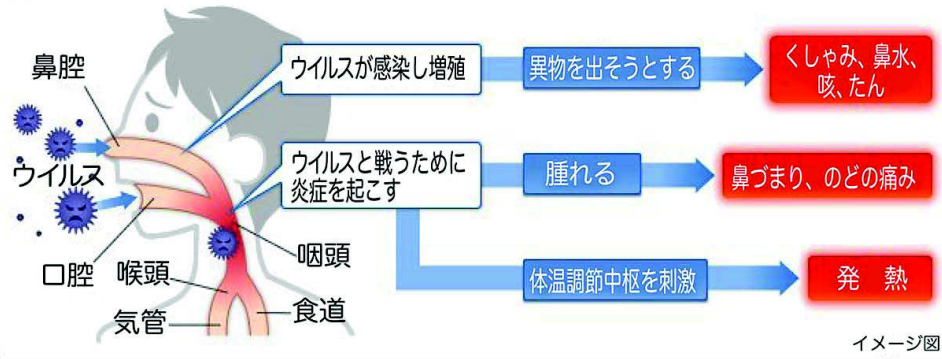 鼻腔
ウイルス
口腔
喉頭
気管
食道
咽頭
ウイルスが感染し増殖
異物を出そうとする
くしゃみ、鼻水、
咳、たん
ウイルスと戦うために
炎症を起こす
腫れる
鼻づまり、のどの痛み
体温調節中枢を刺激
発熱
イメージ図